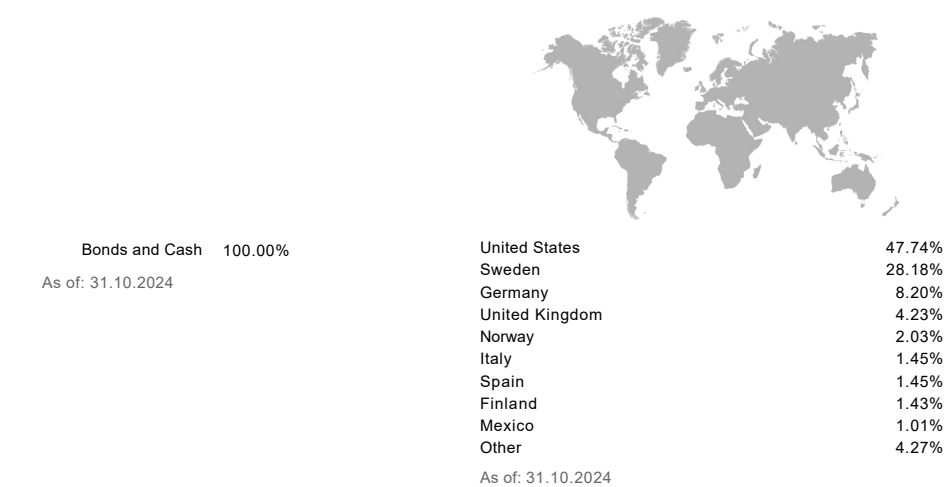 Bonds and Cash 100.00%
As of: 31.10.2024
United States 47.74%
Sweden 28.18%
Germany 8.20%
United Kingdom 4.23%
Norway 2.03%
Italy 1.45%
Spain 1.45%
Finland 1.43%
Mexico 1.01%
Other 4.27%
As of: 31.10.2024